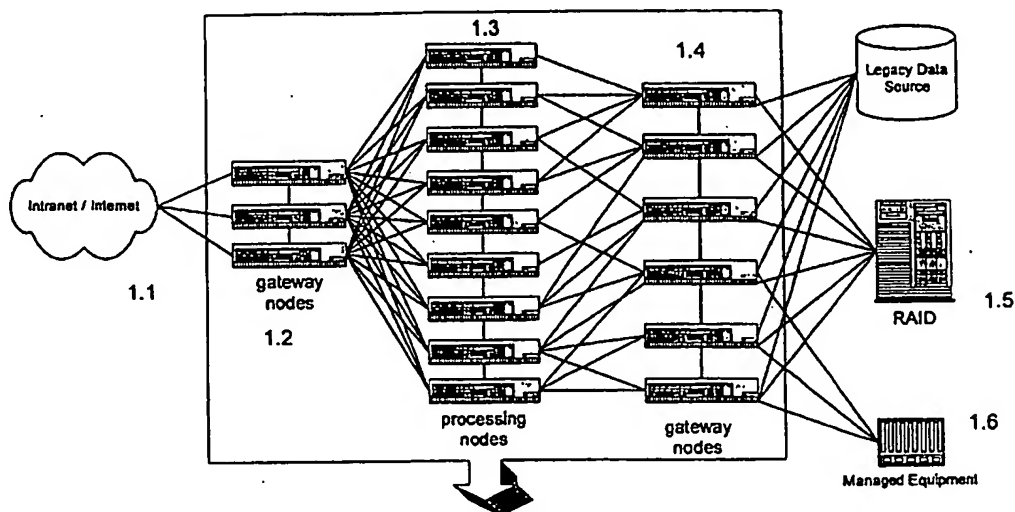 1.3
1.4
Legacy Data
Source
Intranet / Internet
1.1
gateway
nodes
1.2
processing
nodes
gateway
nodes
RAID
1.5
1.6
Managed Equipment